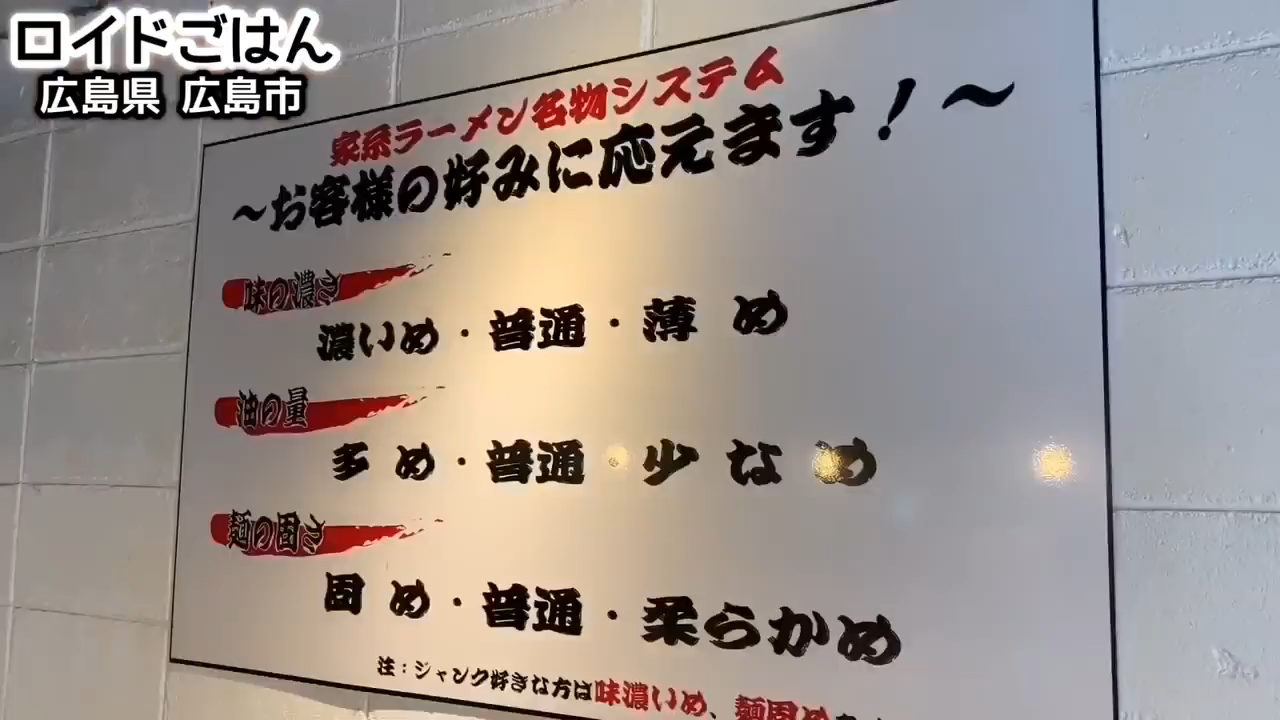 ロイドごはん
広島県 広島市
家系ラーメン名物システム
～お客様の好みに応えます！～
味の濃さ
濃いめ・普通・薄め
油の量
多め・普通・少なめ
麺の固さ
固め・普通・柔らかめ
注：ジャンク好きな方は味濃いめ、麺固め